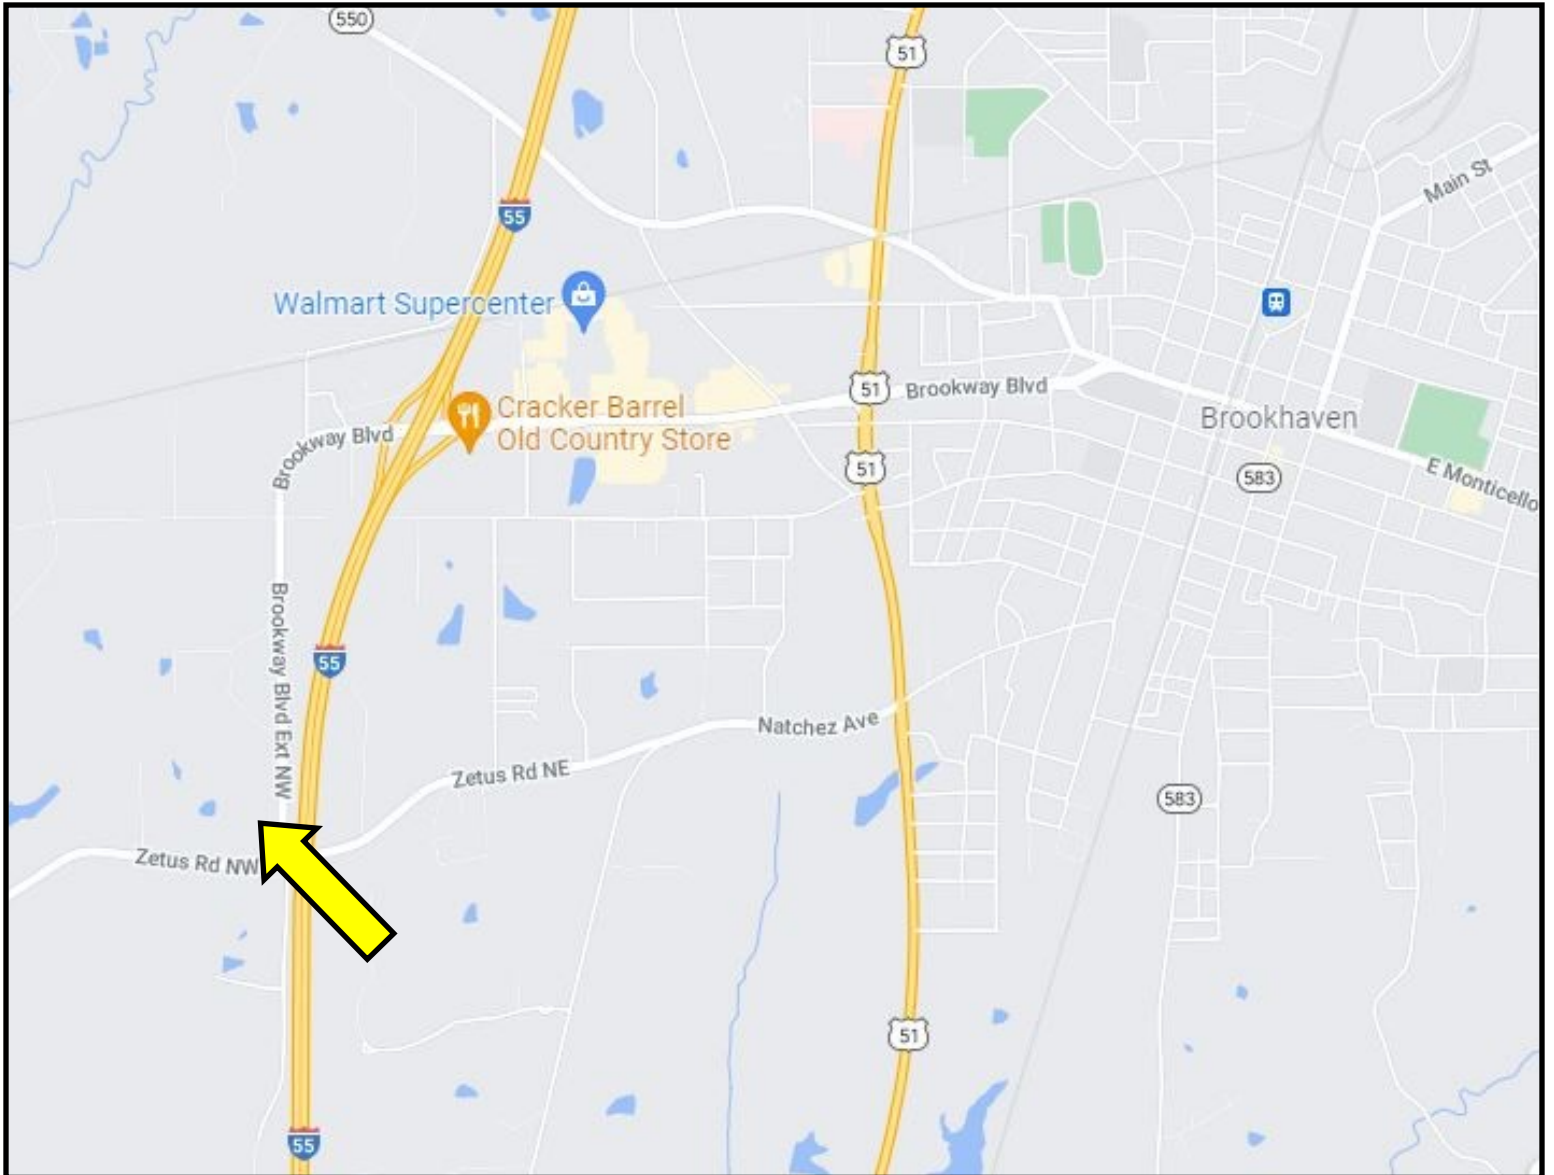 550
51
Main St
55
Walmart Supercenter
51
Brookway Blvd
Cracker Barrel
Old Country Store
Brookhaven
Brookway Blvd
51
583
E Monticello
Brookway Blvd Ext NW
55
Natchez Ave
Zetus Rd NE
583
Zetus Rd NW
51
55